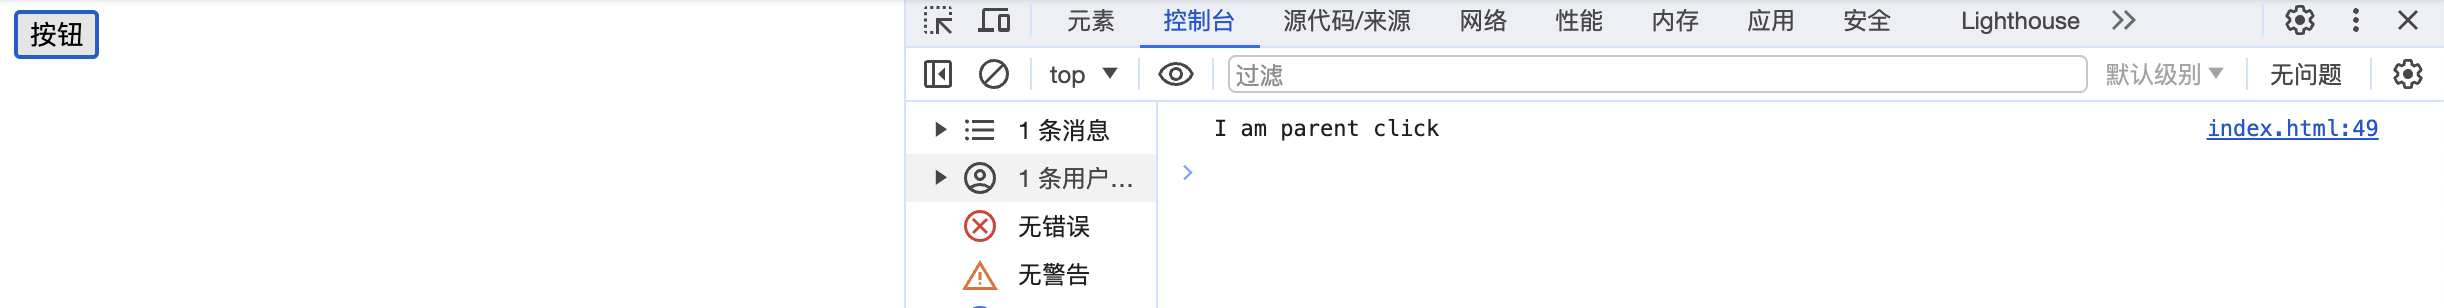 按钮
元素 控制台 源代码/来源 网络 性能 内存 应用 安全 Lighthouse
top 过滤 默认级别 无问题
1 条消息
1 条用户...
无错误
无警告
I am parent click index.html:49